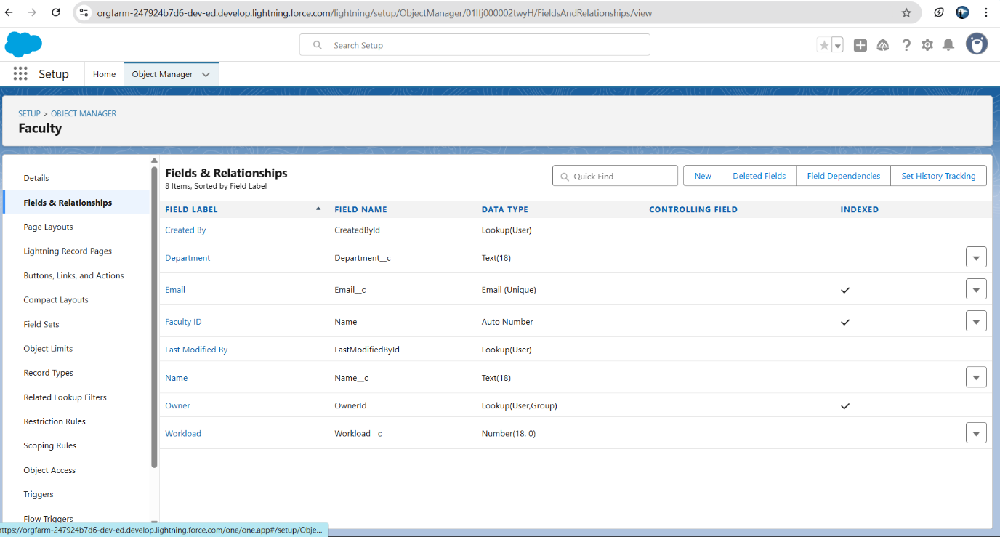 orgfarm-247924b7d6-dev-ed.develop.lightning.force.com/lightning/setup/ObjectManager/01Ifj000002twyH/FieldsAndRelationships/view
Search Setup
Setup Home Object Manager
SETUP > OBJECT MANAGER
Faculty
Details
Fields & Relationships
Page Layouts
Lightning Record Pages
Buttons, Links, and Actions
Compact Layouts
Field Sets
Object Limits
Record Types
Related Lookup Filters
Restriction Rules
Scoping Rules
Object Access
Triggers
Flow Triggers
Fields & Relationships
8 Items, Sorted by Field Label
Quick Find New Deleted Fields Field Dependencies Set History Tracking
FIELD LABEL FIELD NAME DATA TYPE CONTROLLING FIELD INDEXED
Created By CreatedById Lookup(User)
Department Department__c Text(18)
Email Email__c Email (Unique)
Faculty ID Name Auto Number
Last Modified By LastModifiedById Lookup(User)
Name Name__c Text(18)
Owner OwnerId Lookup(User,Group)
Workload Workload__c Number(18, 0)
https://orgfarm-247924b7d6-dev-ed.develop.lightning.force.com/one/one.app#/setup/Obje...